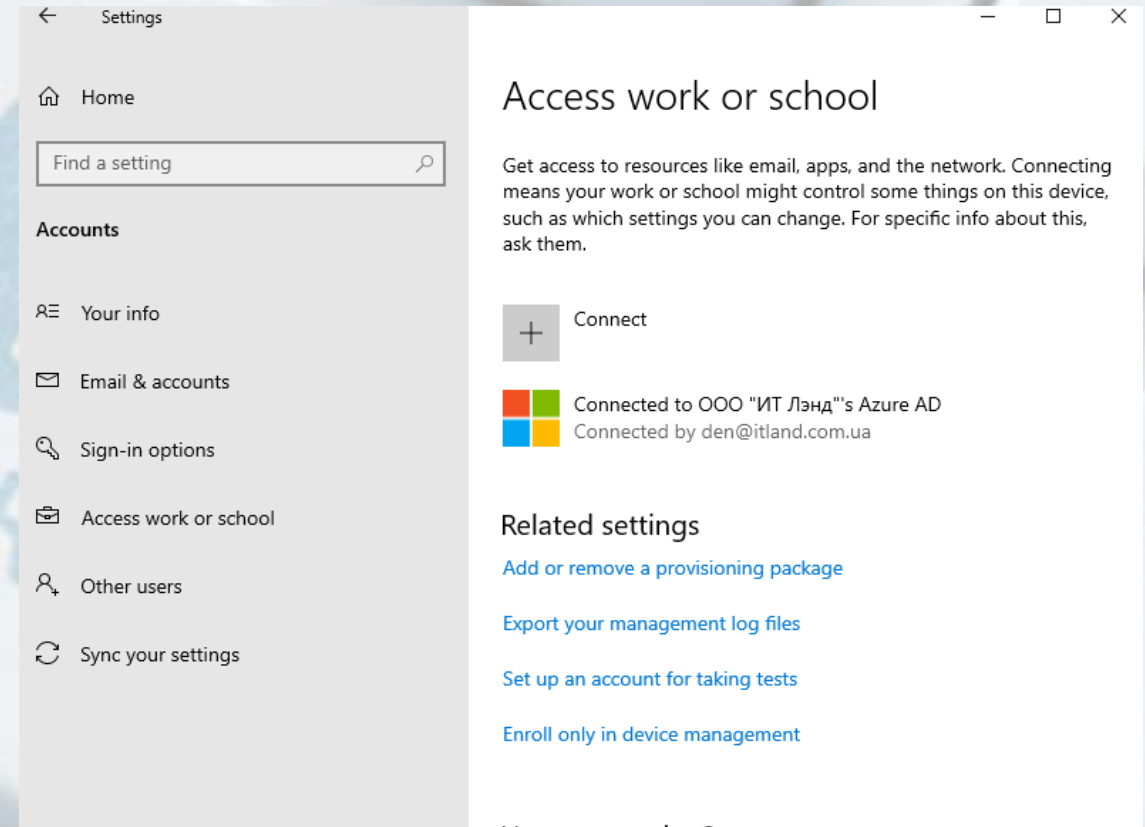 Settings
Home
Find a setting
Accounts
Your info
Email & accounts
Sign-in options
Access work or school
Other users
Sync your settings
Access work or school
Get access to resources like email, apps, and the network. Connecting
means your work or school might control some things on this device,
such as which settings you can change. For specific info about this,
ask them.
Connect
Connected to ООО "ИТ Лэнд"'s Azure AD
Connected by den@itland.com.ua
Related settings
Add or remove a provisioning package
Export your management log files
Set up an account for taking tests
Enroll only in device management